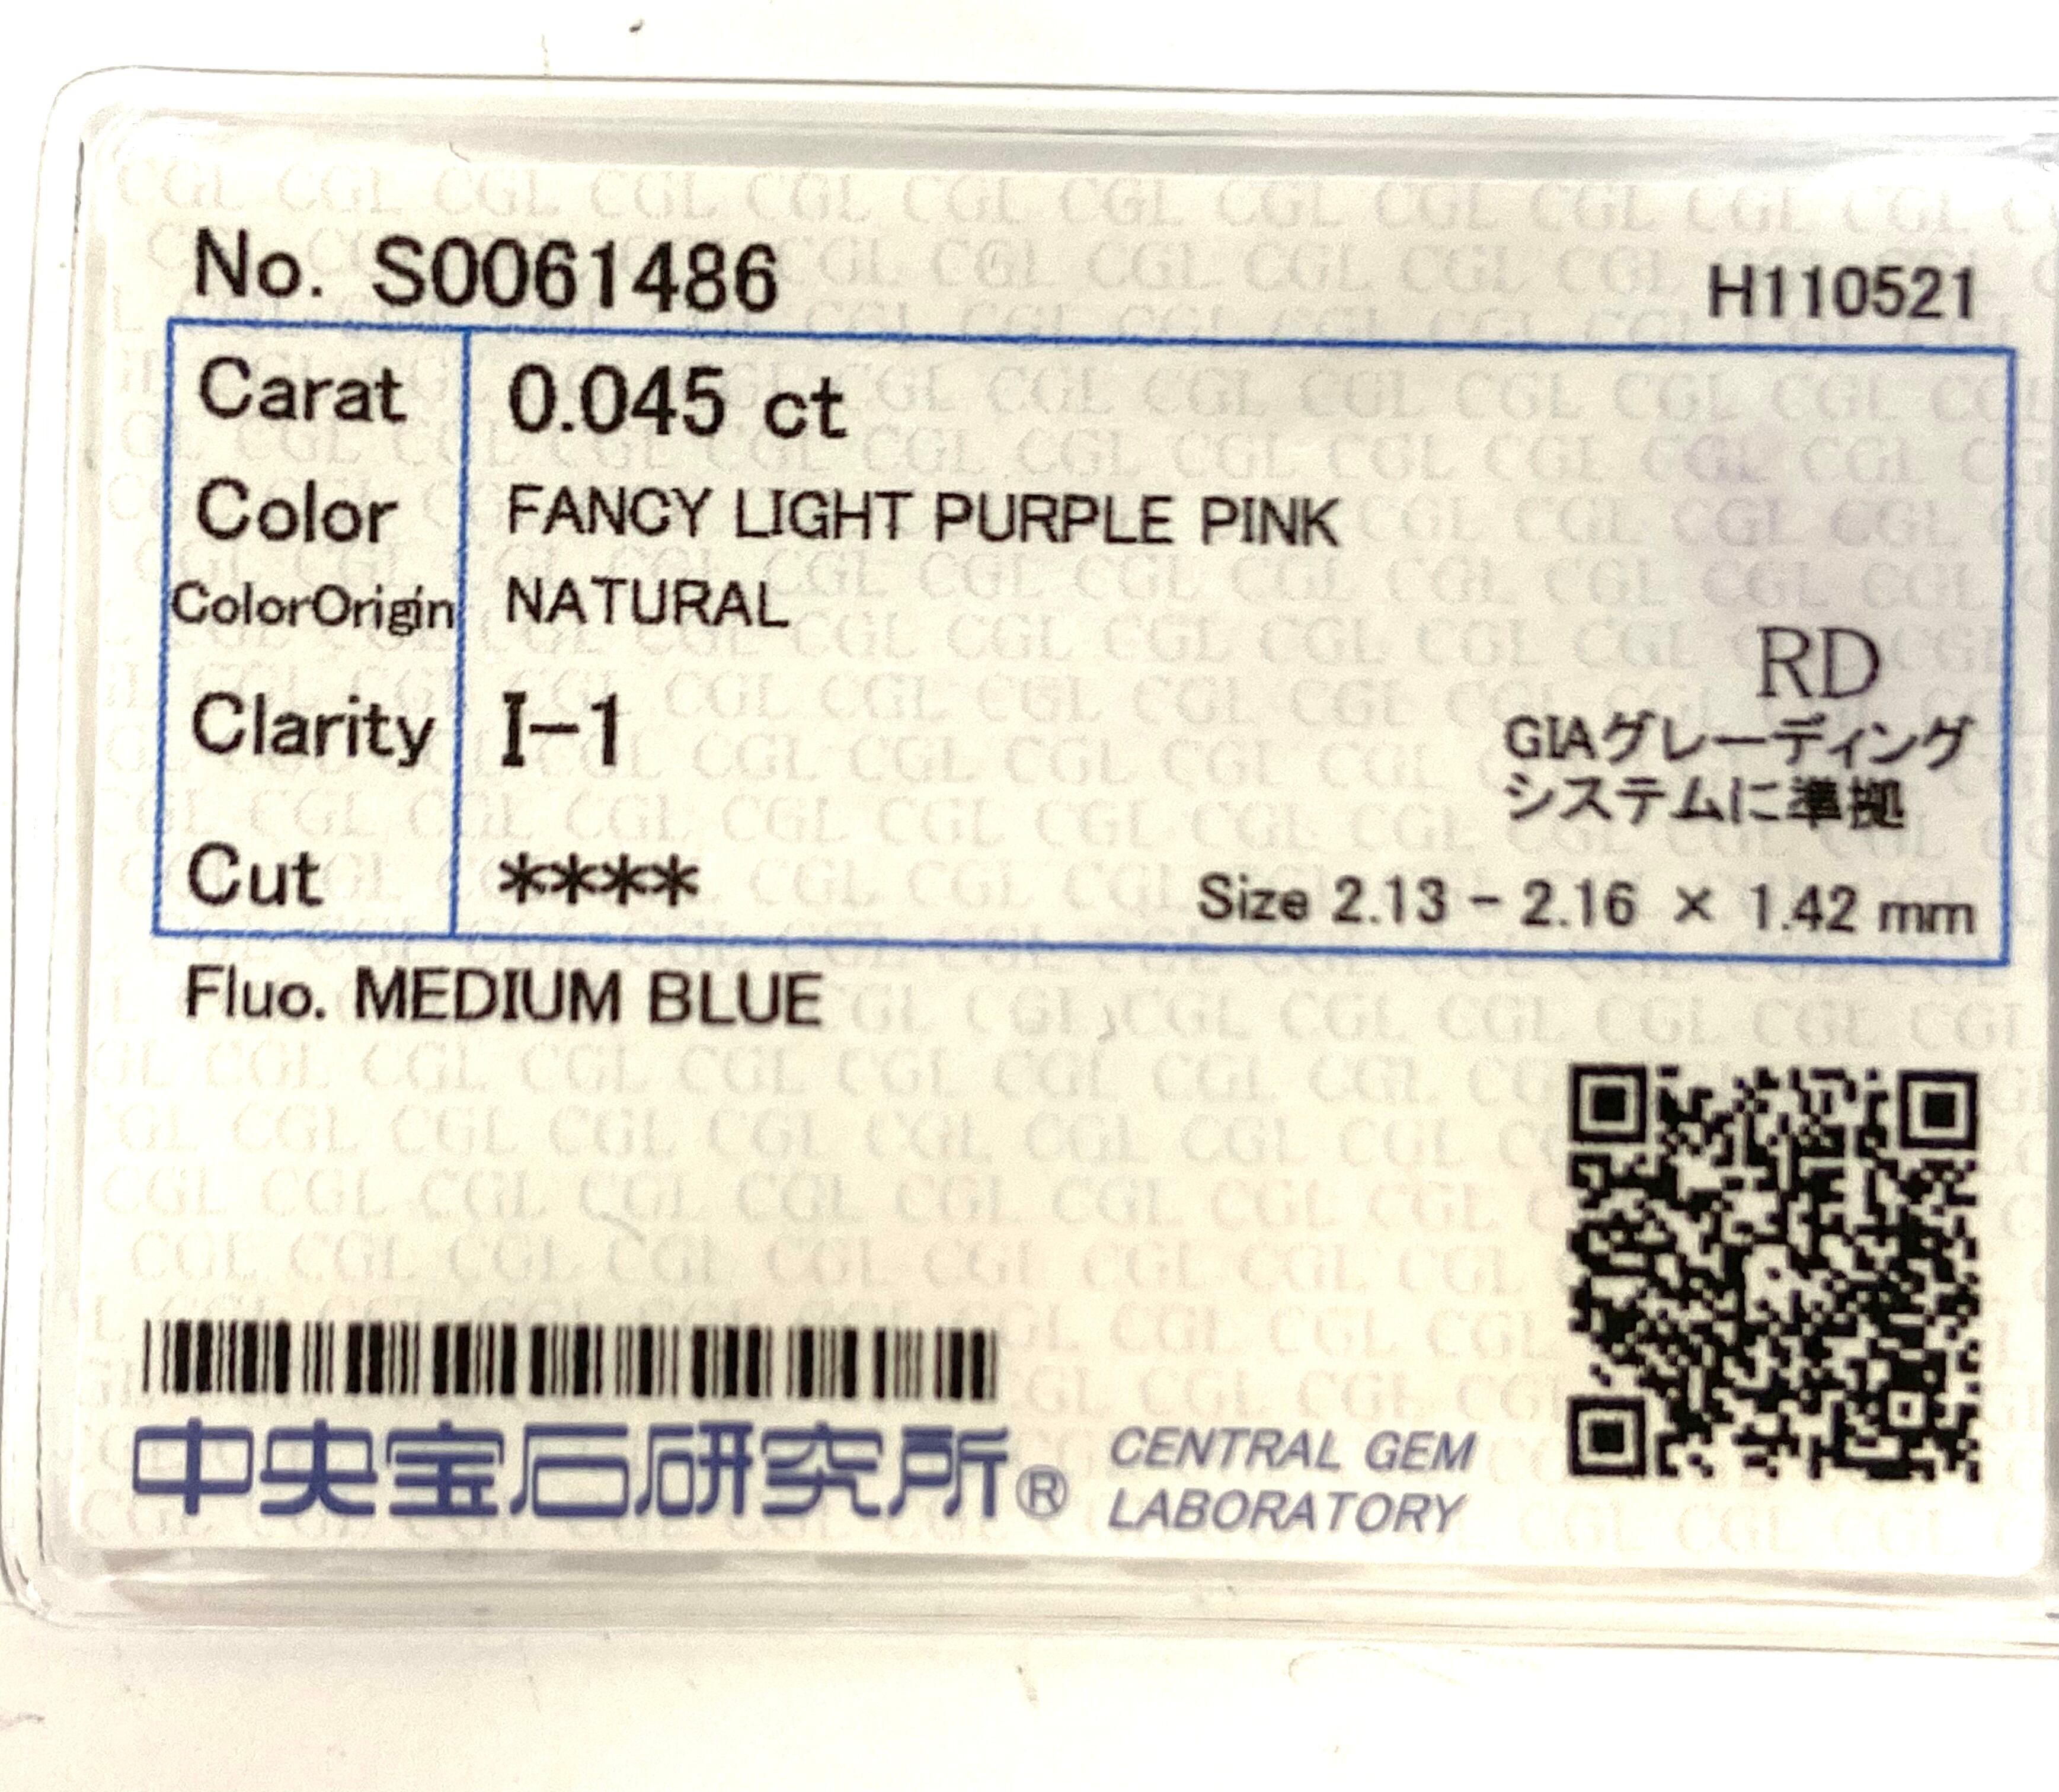 No. S0061486
H110521
Carat 0.045 ct
Color FANCY LIGHT PURPLE PINK
ColorOrigin NATURAL
Clarity I-1
RD
GIAグレーディング
システムに準拠
Cut ****
Size 2.13 - 2.16 × 1.42 mm
Fluo. MEDIUM BLUE
中央宝石研究所®
CENTRAL GEM
LABORATORY